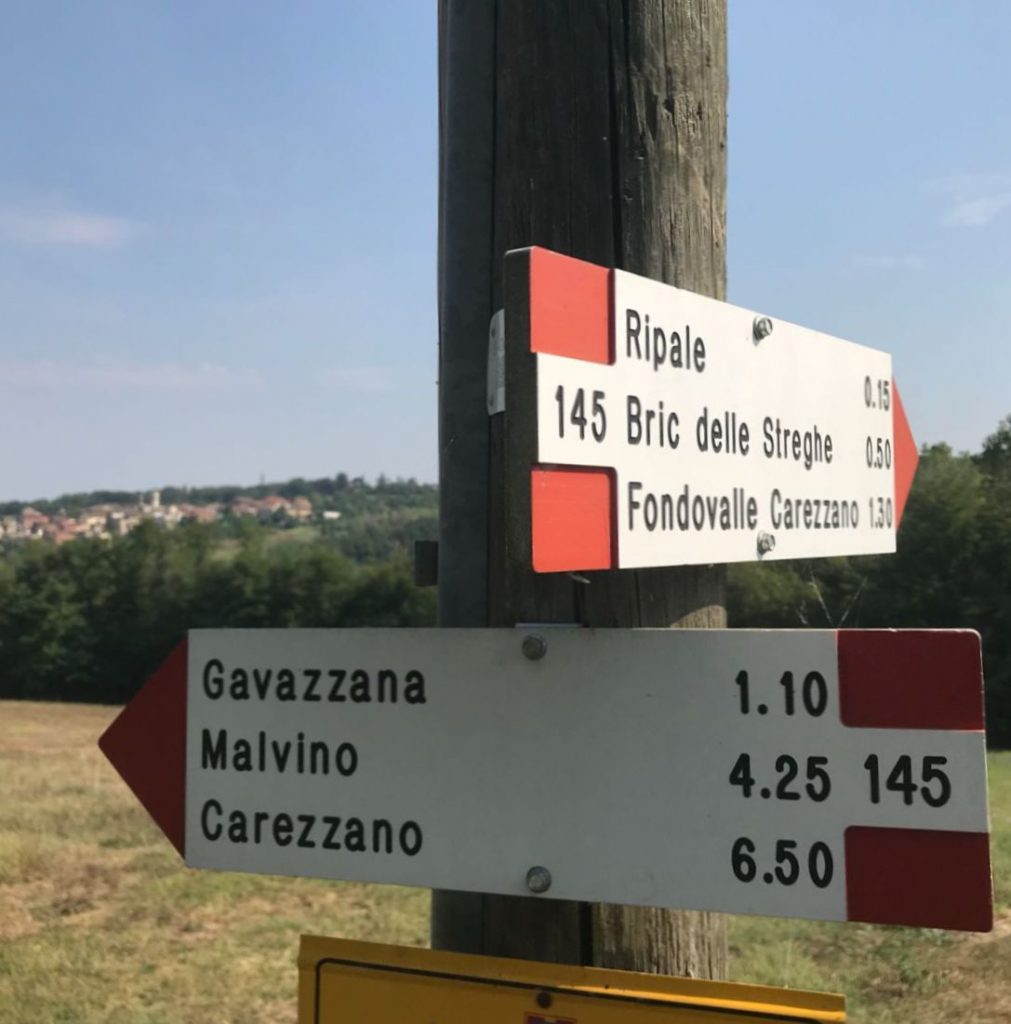 Ripale 0.15
145 Bric delle Streghe 0.50
Fondovalle Carezzano 1.30
Gavazzana 1.10
Malvino 4.25 145
Carezzano 6.50